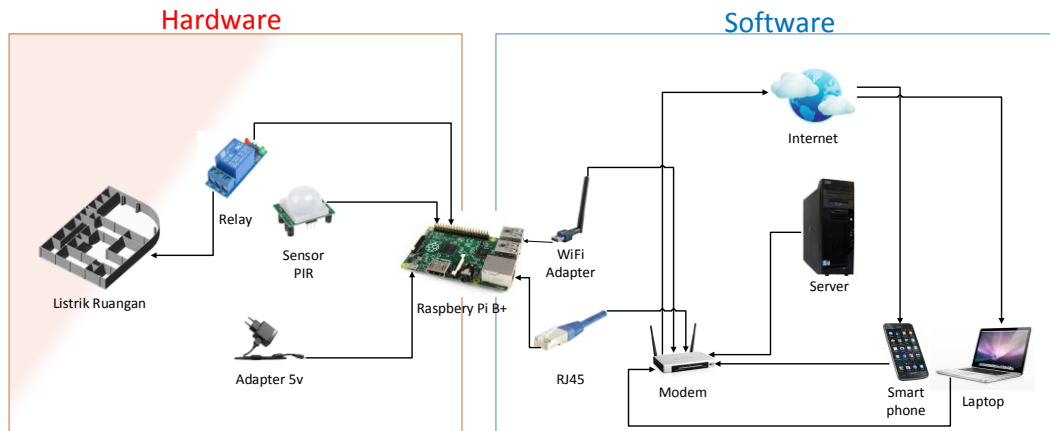 Hardware
Software
Internet
Relay
Sensor
PIR
WiFi
Adapter
Server
Listrik Ruangan
Raspbery Pi B+
Adapter 5v
RJ45
Modem
Smart
phone
Laptop